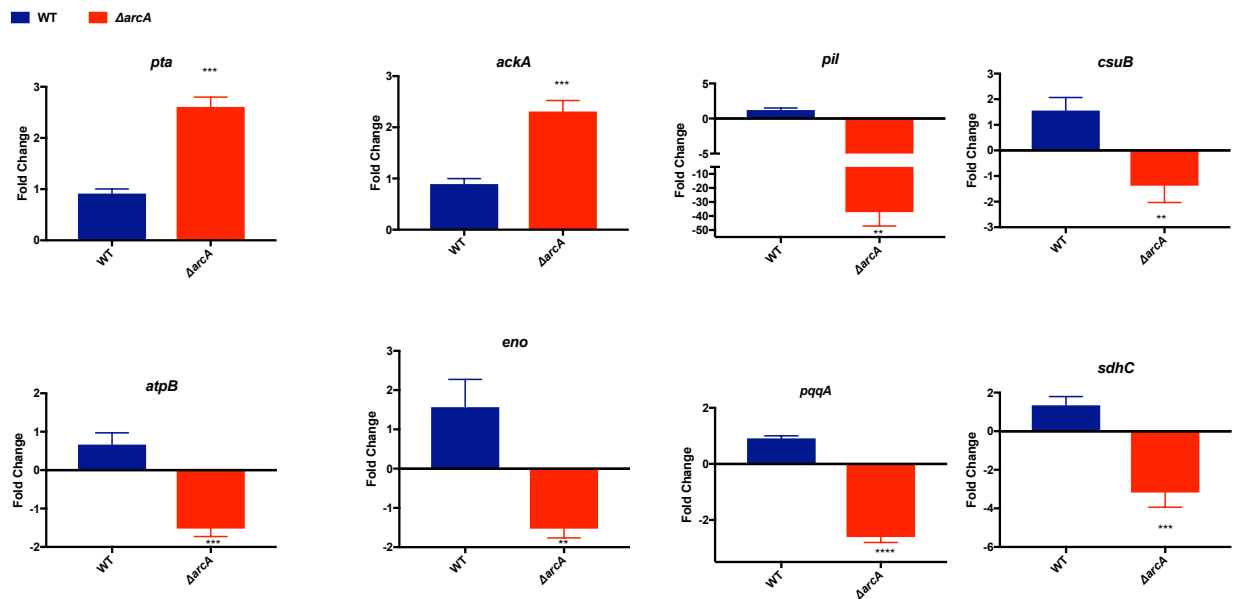 WT ΔarcA
pta
***
Fold Change
3
2
1
0
WT ΔarcA
ackA
***
Fold Change
3
2
1
0
WT ΔarcA
pil
Fold Change
5
0
-5
0
-10
-20
-30
-40
-50
**
WT ΔarcA
csuB
Fold Change
3
2
1
0
-1
-2
-3
**
WT ΔarcA
atpB
Fold Change
2
1
0
-1
-2
***
WT ΔarcA
eno
Fold Change
3
2
1
0
-1
-2
**
WT ΔarcA
pqqA
Fold Change
2
0
-2
****
WT ΔarcA
sdhC
Fold Change
2
0
-2
-4
-6
***
WT ΔarcA